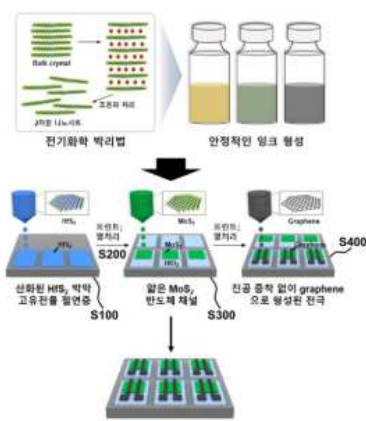 Bulk crystal
초음파 처리
2차원 나노시트
전기화학 박리법
안정적인 잉크 형성
HfS₂
MoS₂
Graphene
프린트;
열처리
프린트;
열처리
S200
S400
HfS₂
MoS₂
HfO₂
산화된 HfS₂ 박막
고유전율 절연층
얇은 MoS₂
반도체 채널
진공 증착 없이 graphene
으로 형성된 전극
S100
S300